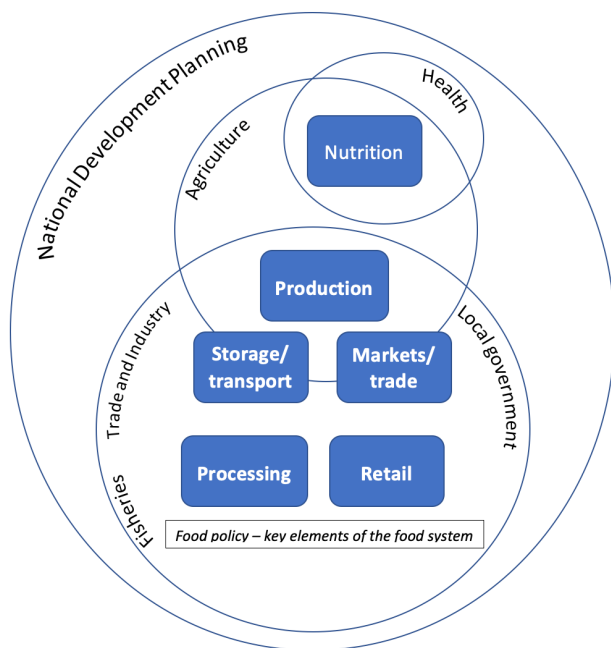 National Development Planning
Health
Agriculture
Nutrition
Production
Trade and Industry
Local government
Storage/
transport
Markets/
trade
Processing
Retail
Fisheries
Food policy – key elements of the food system